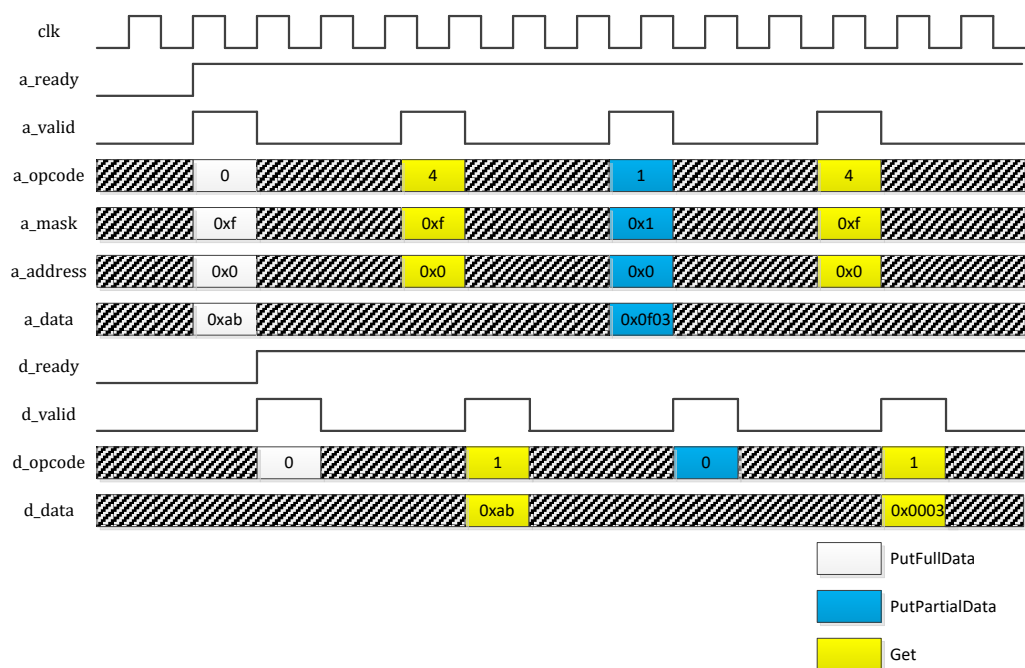 clk
a_ready
a_valid
a_opcode 0 4 1 4
a_mask 0xf 0xf 0x1 0xf
a_address 0x0 0x0 0x0 0x0
a_data 0xab 0x0f03
d_ready
d_valid
d_opcode 0 1 0 1
d_data 0xab 0x0003
PutFullData
PutPartialData
Get